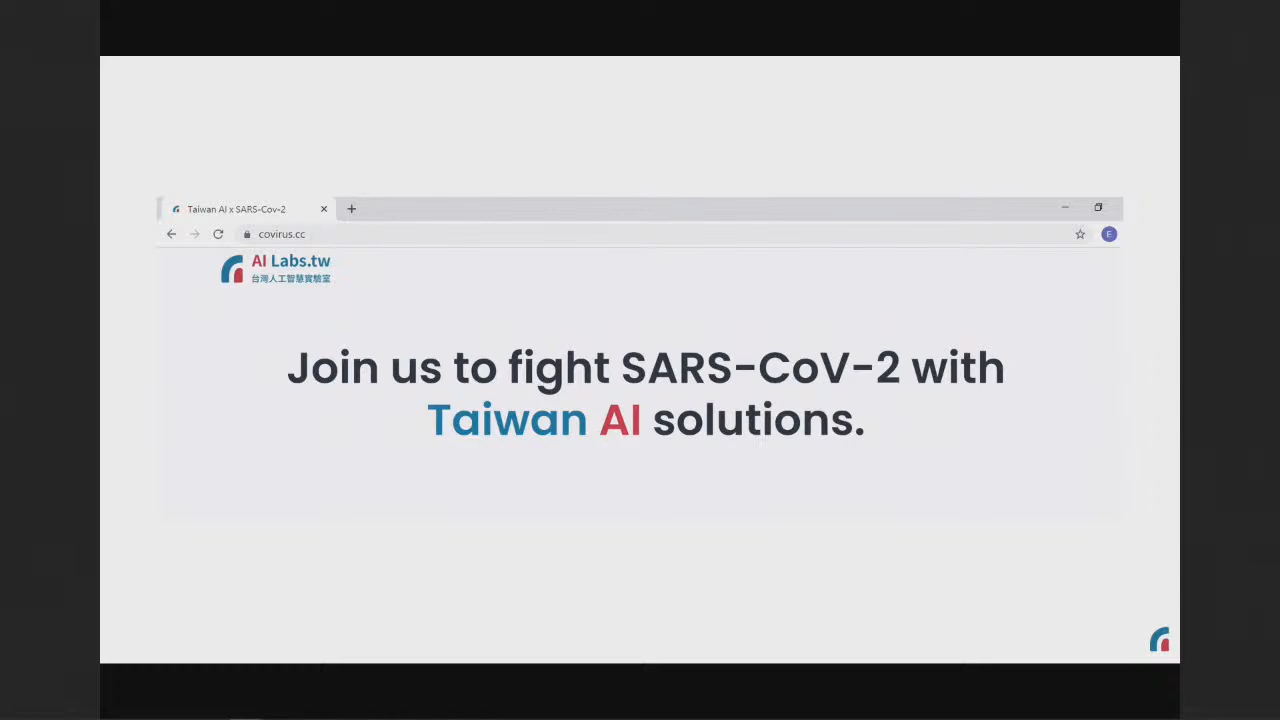 Taiwan AI x SARS-Cov-2
covirus.cc
E
AI Labs.tw
台灣人工智慧實驗室
Join us to fight SARS-CoV-2 with
Taiwan AI solutions.